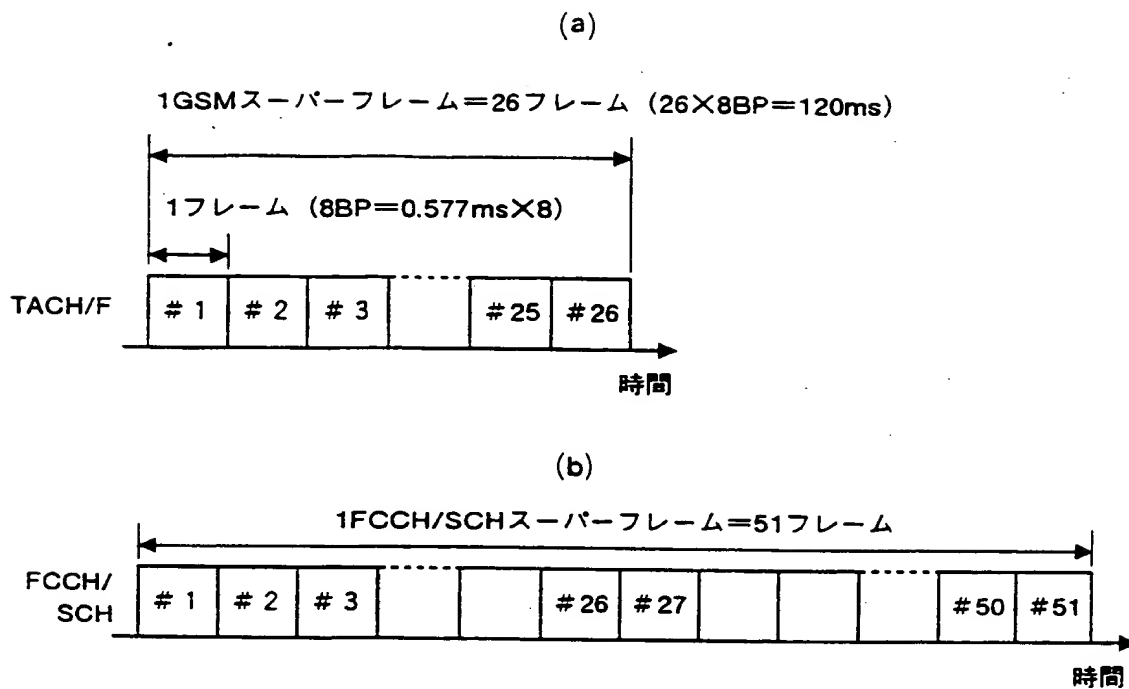 (a)
1GSMスーパーフレーム＝26フレーム (26×8BP＝120ms)
1フレーム (8BP＝0.577ms×8)
TACH/F
#1 #2 #3 #25 #26
時間
(b)
1FCCH/SCHスーパーフレーム＝51フレーム
FCCH/
SCH
#1 #2 #3 #26 #27 #50 #51
時間